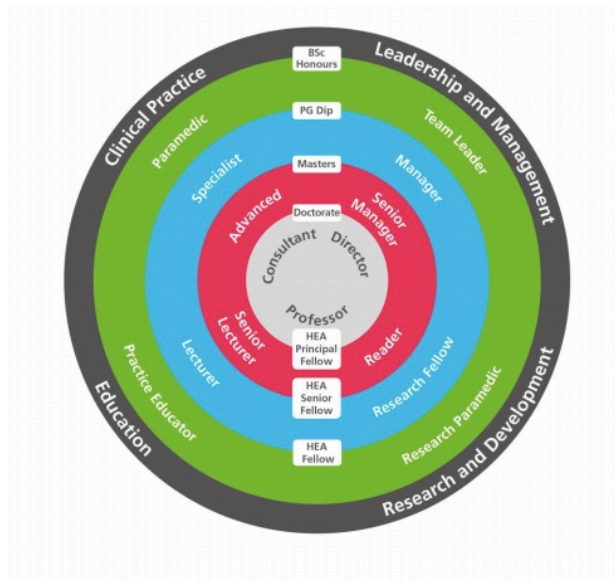 BSc
Honours
Clinical Practice
Leadership and Management
Paramedic
Team Leader
PG Dip
Specialist
Manager
Masters
Advanced
Senior
Manager
Doctorate
Consultant
Director
Professor
HEA
Principal
Fellow
Senior
Lecturer
Reader
HEA
Senior
Fellow
Lecturer
Research Fellow
HEA
Fellow
Practice Educator
Research Paramedic
Education
Research and Development